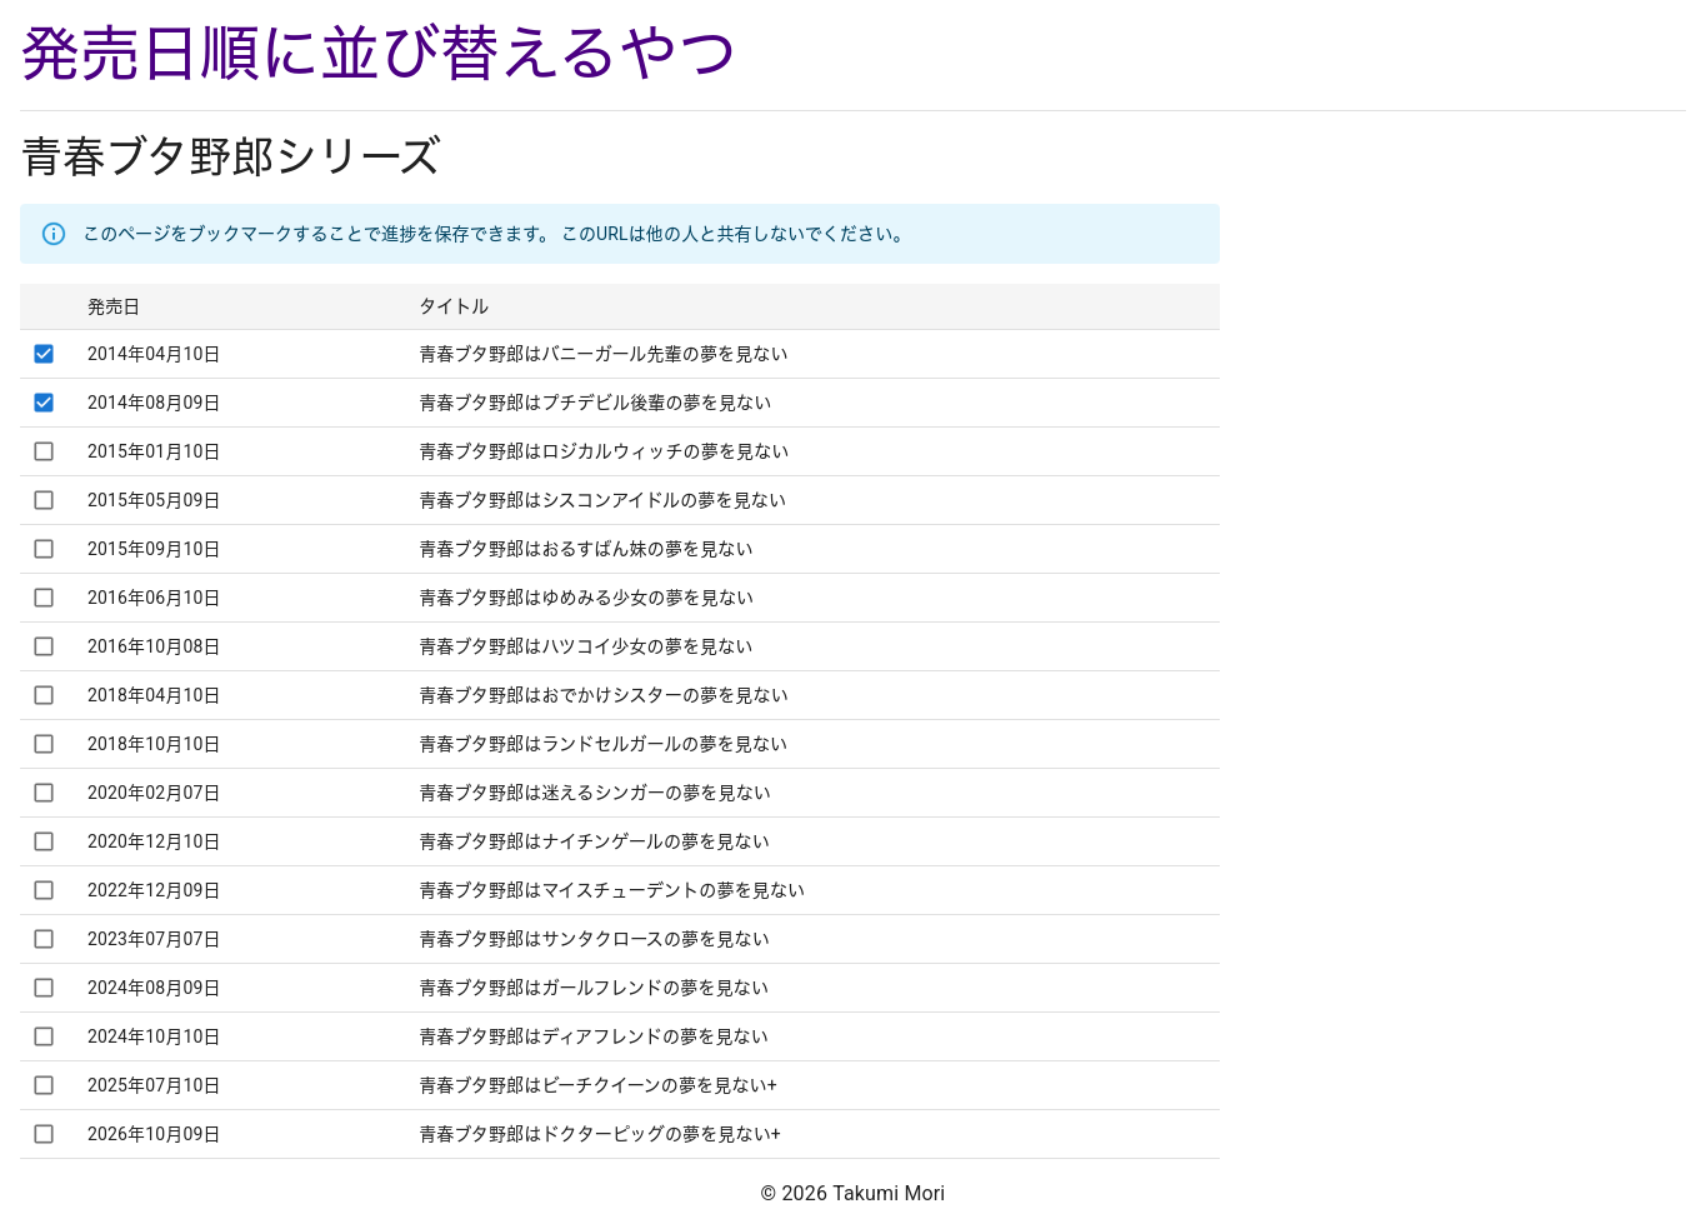 発売日順に並び替えるやつ
青春ブタ野郎シリーズ
このページをブックマークすることで進捗を保存できます。 このURLは他の人と共有しないでください。
発売日 タイトル
2014年04月10日 青春ブタ野郎はバニーガール先輩の夢を見ない
2014年08月09日 青春ブタ野郎はプチデビル後輩の夢を見ない
2015年01月10日 青春ブタ野郎はロジカルウィッチの夢を見ない
2015年05月09日 青春ブタ野郎はシスコンアイドルの夢を見ない
2015年09月10日 青春ブタ野郎はおるすばん妹の夢を見ない
2016年06月10日 青春ブタ野郎はゆめみる少女の夢を見ない
2016年10月08日 青春ブタ野郎はハツコイ少女の夢を見ない
2018年04月10日 青春ブタ野郎はおでかけシスターの夢を見ない
2018年10月10日 青春ブタ野郎はランドセルガールの夢を見ない
2020年02月07日 青春ブタ野郎は迷えるシンガーの夢を見ない
2020年12月10日 青春ブタ野郎はナイチンゲールの夢を見ない
2022年12月09日 青春ブタ野郎はマイスチューデントの夢を見ない
2023年07月07日 青春ブタ野郎はサンタクロースの夢を見ない
2024年08月09日 青春ブタ野郎はガールフレンドの夢を見ない
2024年10月10日 青春ブタ野郎はディアフレンドの夢を見ない
2025年07月10日 青春ブタ野郎はビーチクイーンの夢を見ない+
2026年10月09日 青春ブタ野郎はドクターピッグの夢を見ない+
© 2026 Takumi Mori